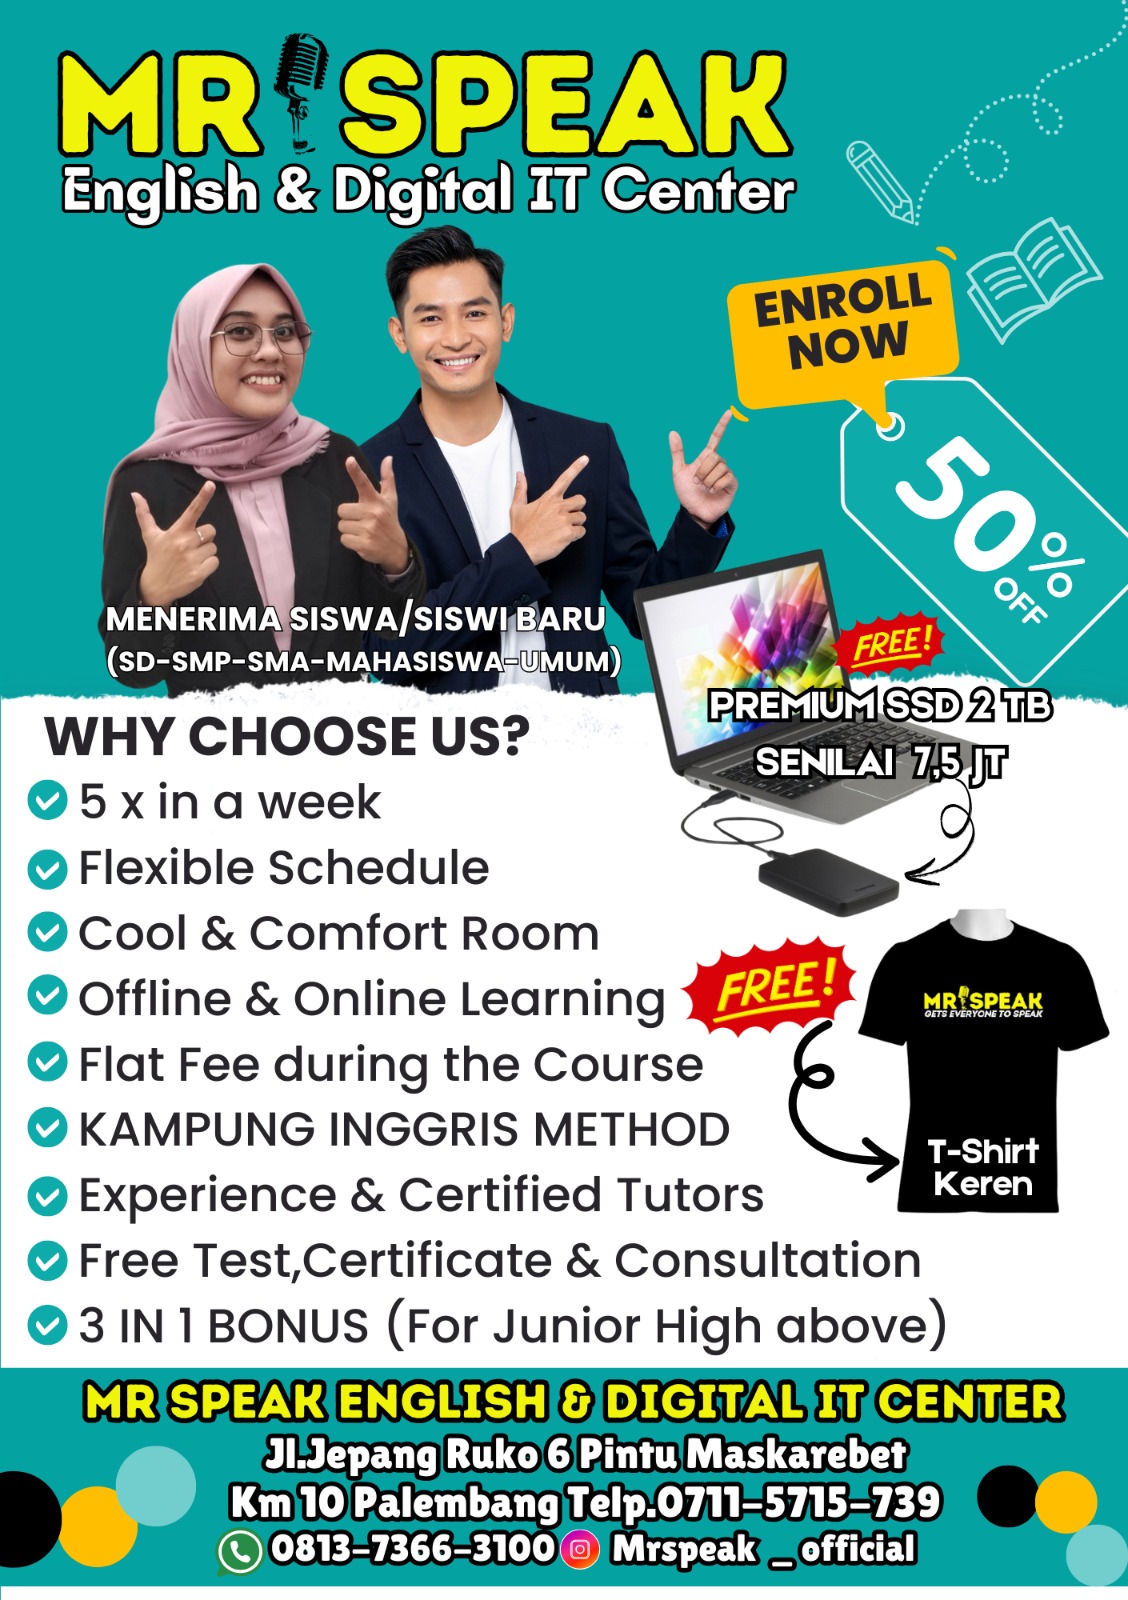 MR SPEAK
English & Digital IT Center
ENROLL
NOW
50%
OFF
MENERIMA SISWA/SISWI BARU
(SD-SMP-SMA-MAHASISWA-UMUM)
FREE!
PREMIUM SSD 2 TB
SENILAI 7,5 JT
WHY CHOOSE US?
5 x in a week
Flexible Schedule
Cool & Comfort Room
Offline & Online Learning
Flat Fee during the Course
KAMPUNG INGGRIS METHOD
Experience & Certified Tutors
Free Test,Certificate & Consultation
3 IN 1 BONUS (For Junior High above)
FREE!
MR SPEAK
GETS EVERYONE TO SPEAK
T-Shirt
Keren
MR SPEAK ENGLISH & DIGITAL IT CENTER
Jl.Jepang Ruko 6 Pintu Maskarebet
Km 10 Palembang Telp.0711-5715-739
0813-7366-3100 Mrspeak _ official